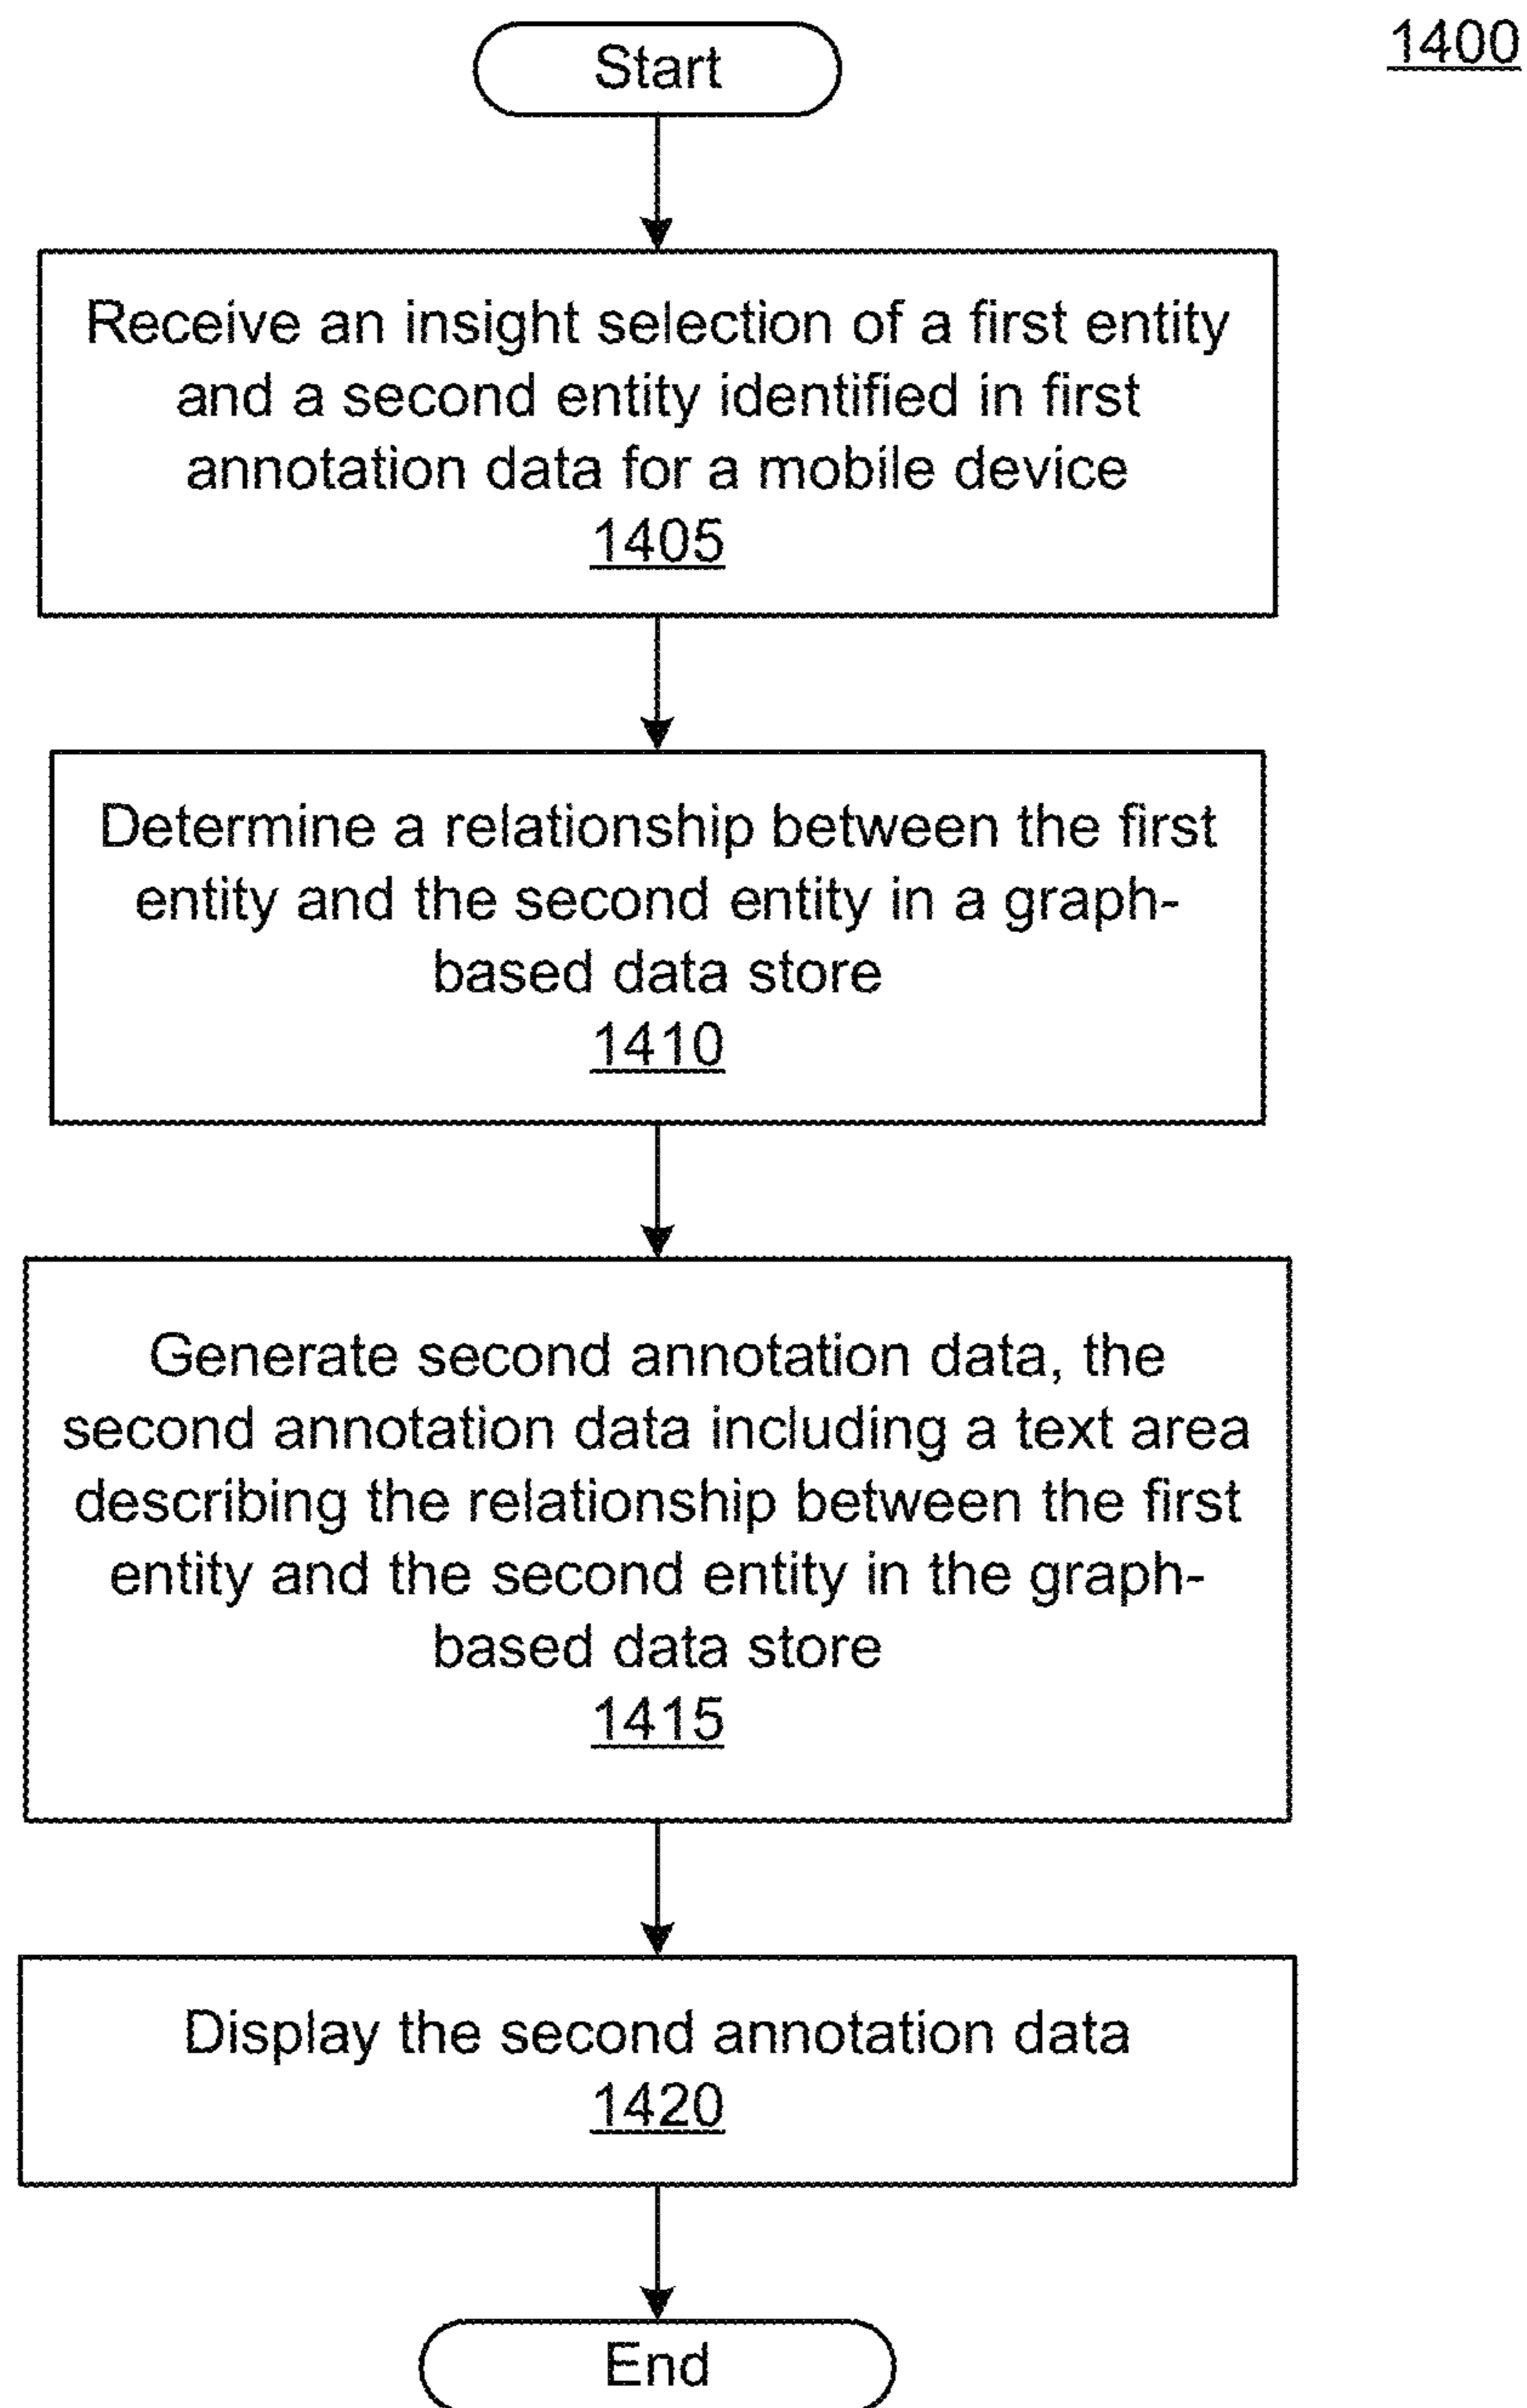 1400
Start
Receive an insight selection of a first entity
and a second entity identified in first
annotation data for a mobile device
1405
Determine a relationship between the first
entity and the second entity in a graph-
based data store
1410
Generate second annotation data, the
second annotation data including a text area
describing the relationship between the first
entity and the second entity in the graph-
based data store
1415
Display the second annotation data
1420
End